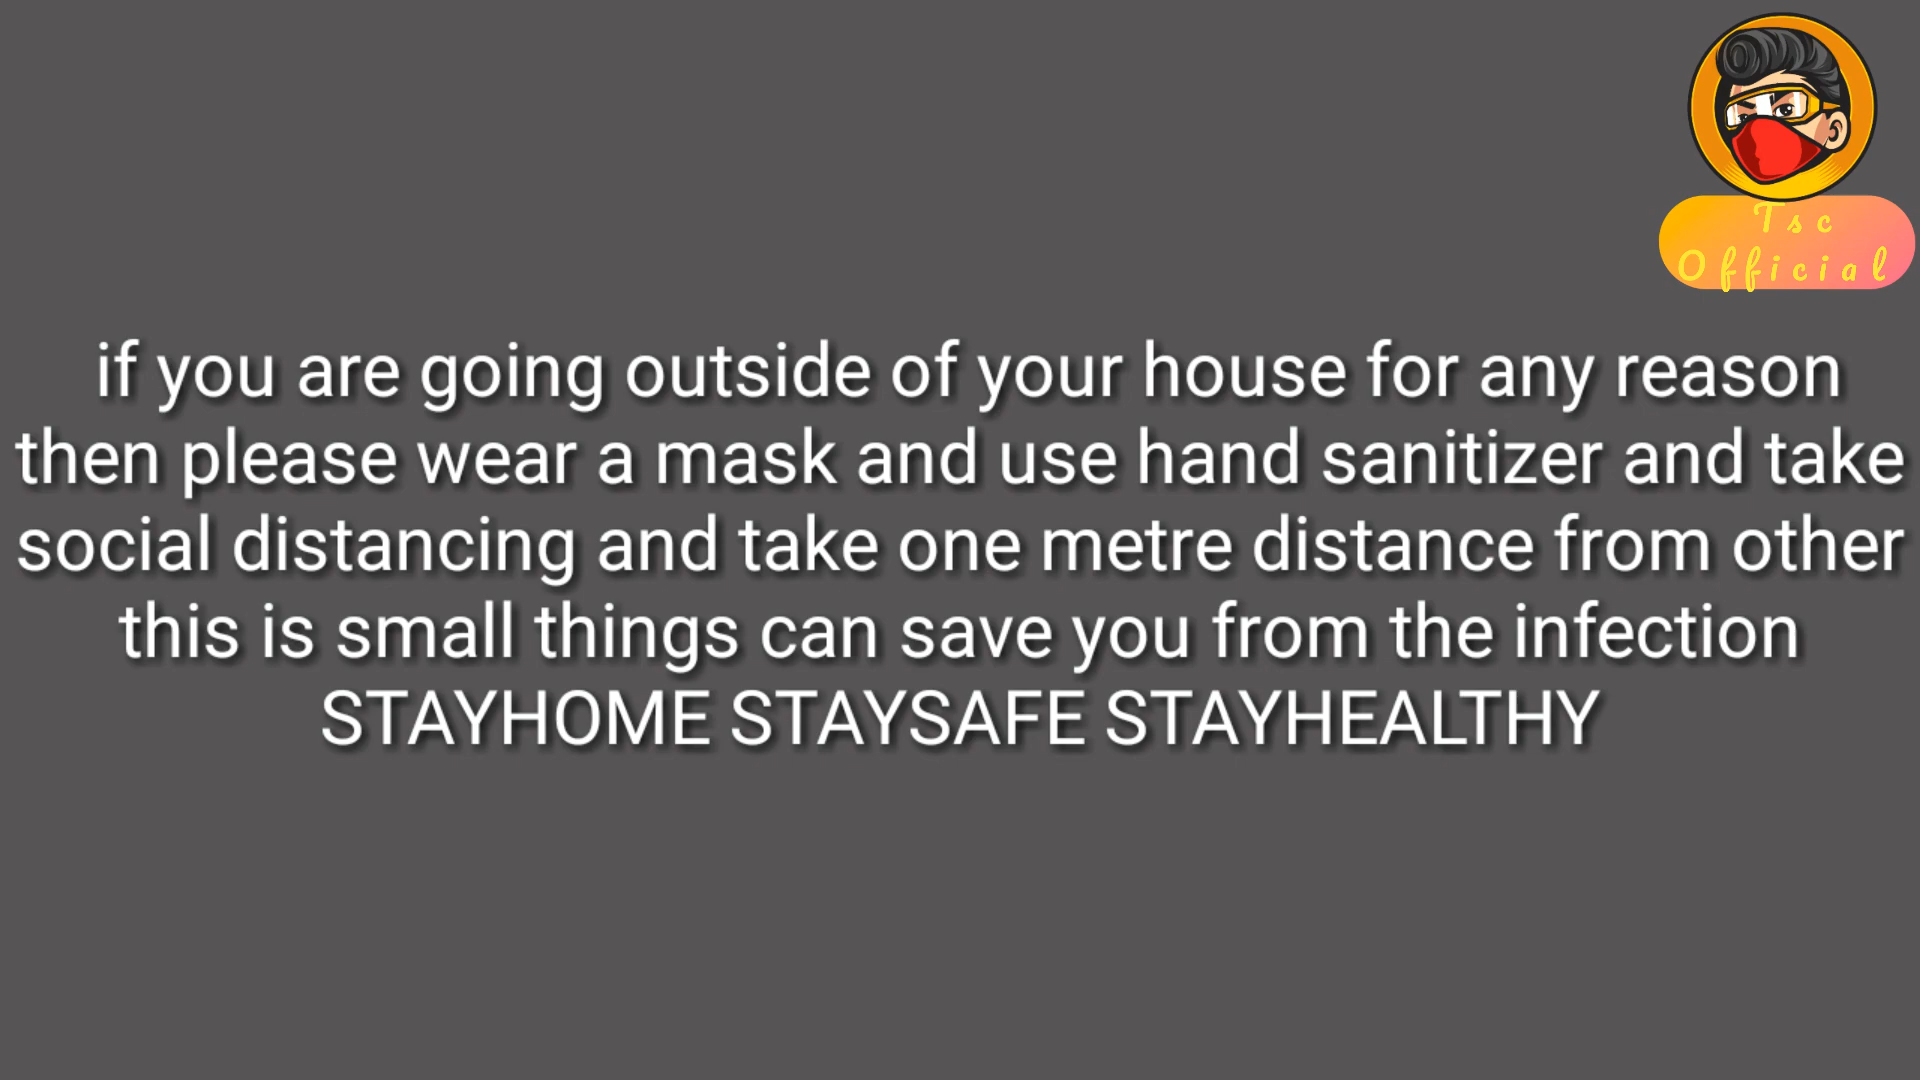 Tsc
Official
if you are going outside of your house for any reason
then please wear a mask and use hand sanitizer and take
social distancing and take one metre distance from other
this is small things can save you from the infection
STAYHOME STAYSAFE STAYHEALTHY